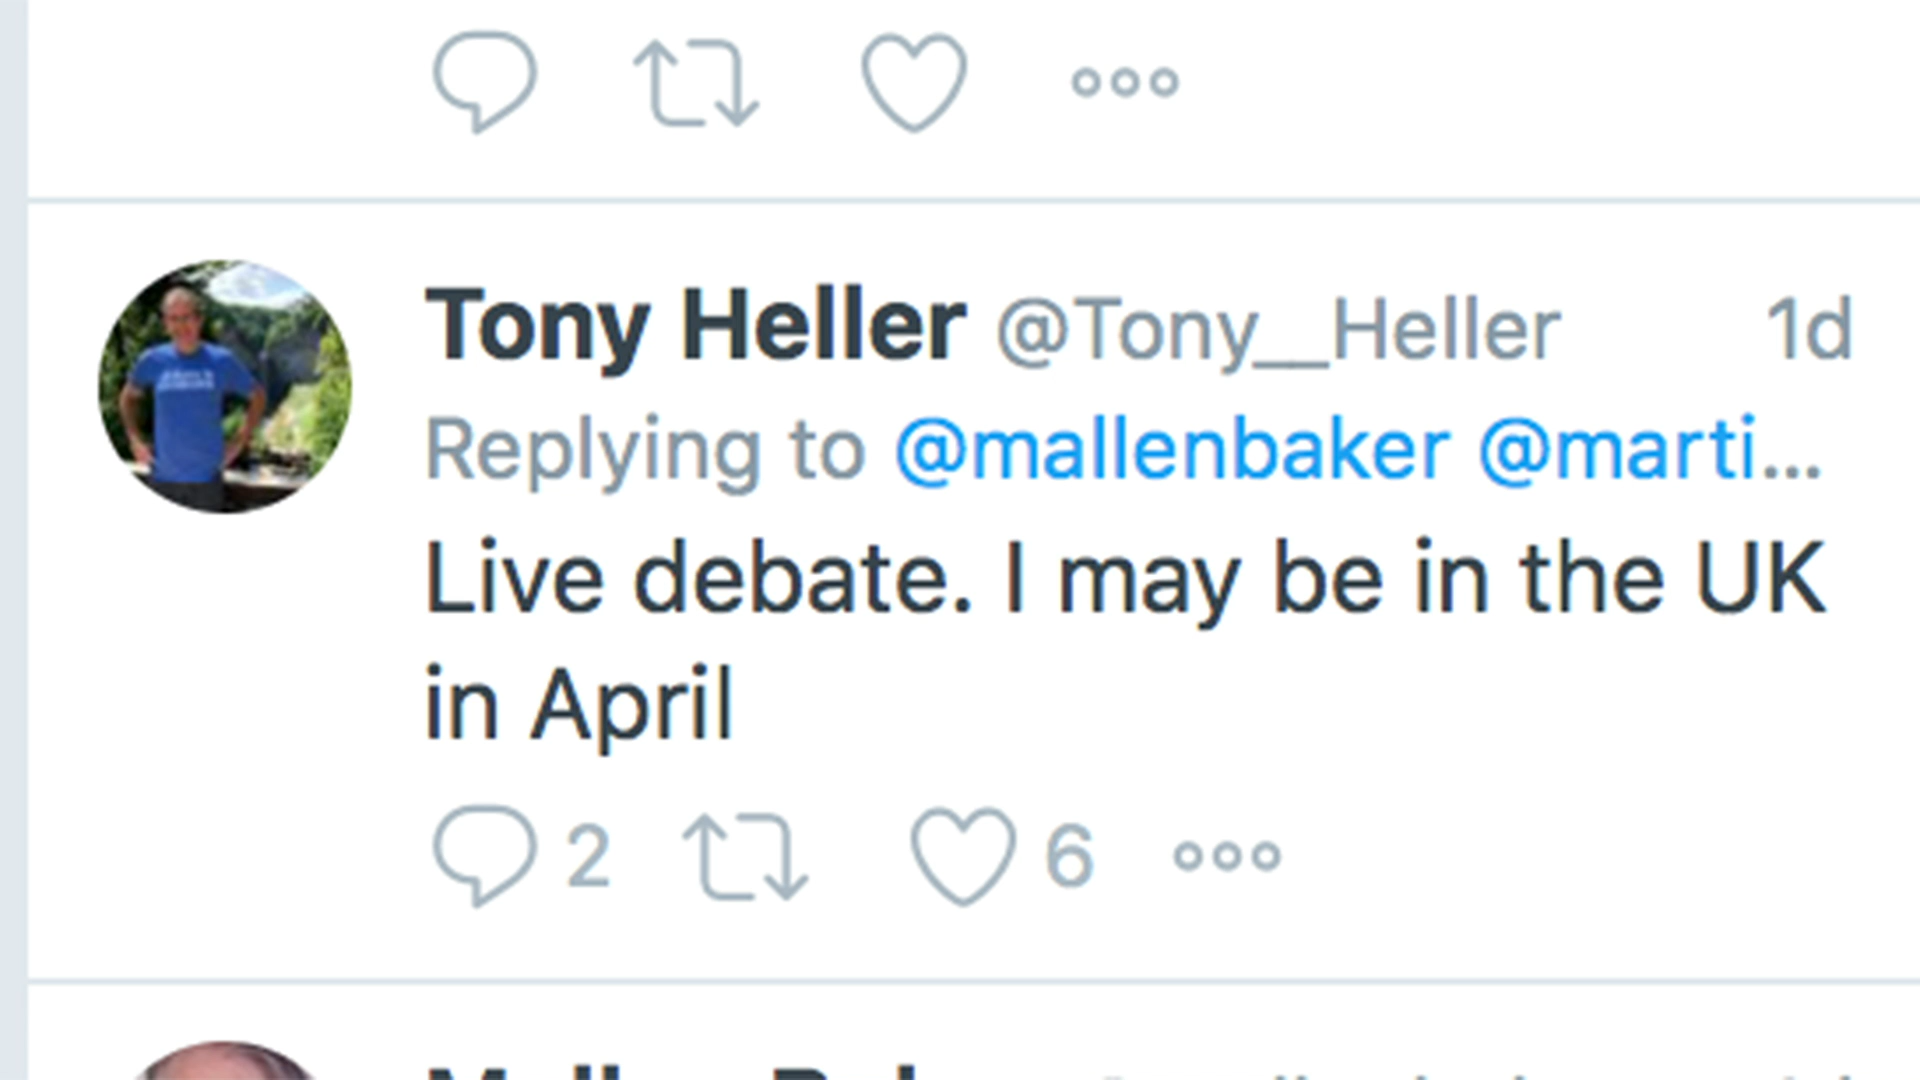 Tony Heller @Tony__Heller 1d
Replying to @mallenbaker @marti...
Live debate. I may be in the UK
in April
2 6